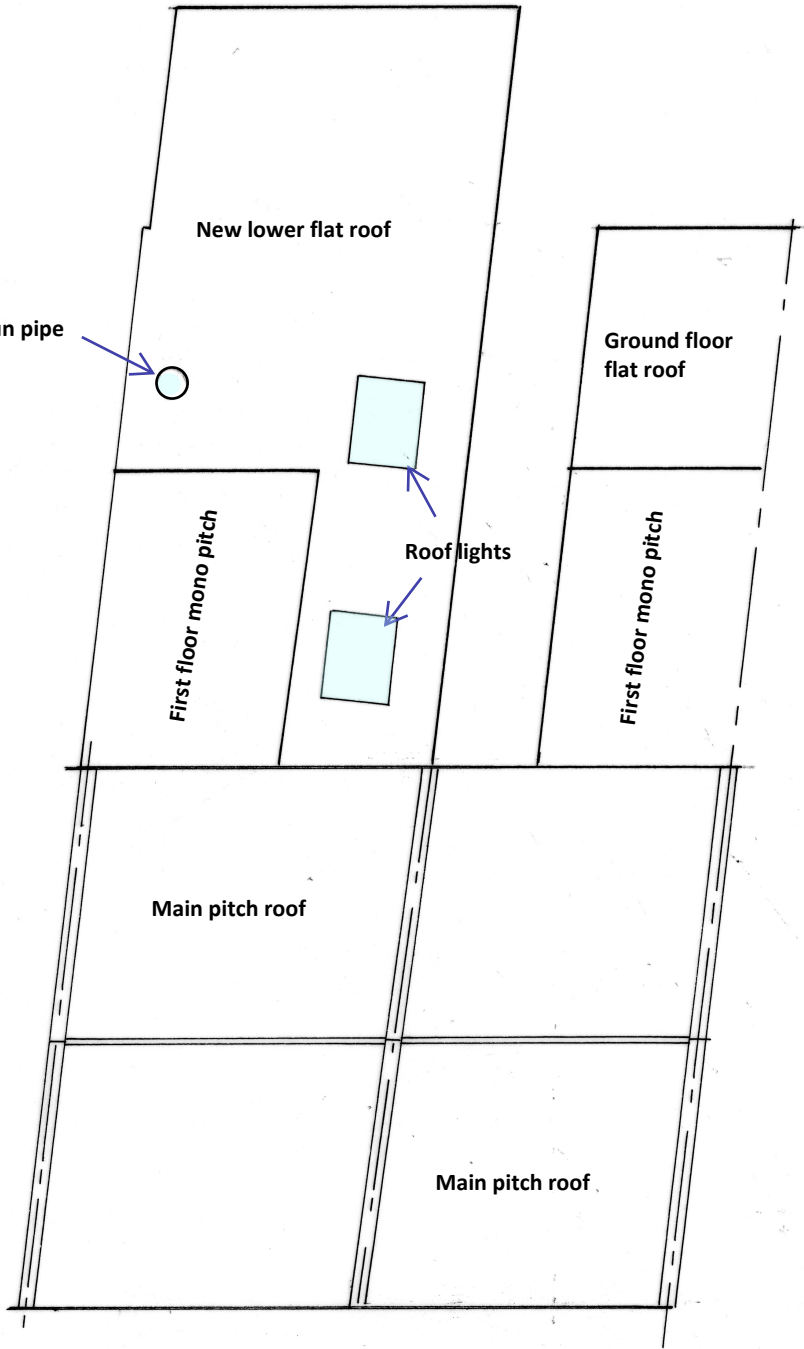 New lower flat roof
pipe
Ground floor
flat roof
Roof lights
First floor mono pitch
First floor mono pitch
Main pitch roof
Main pitch roof